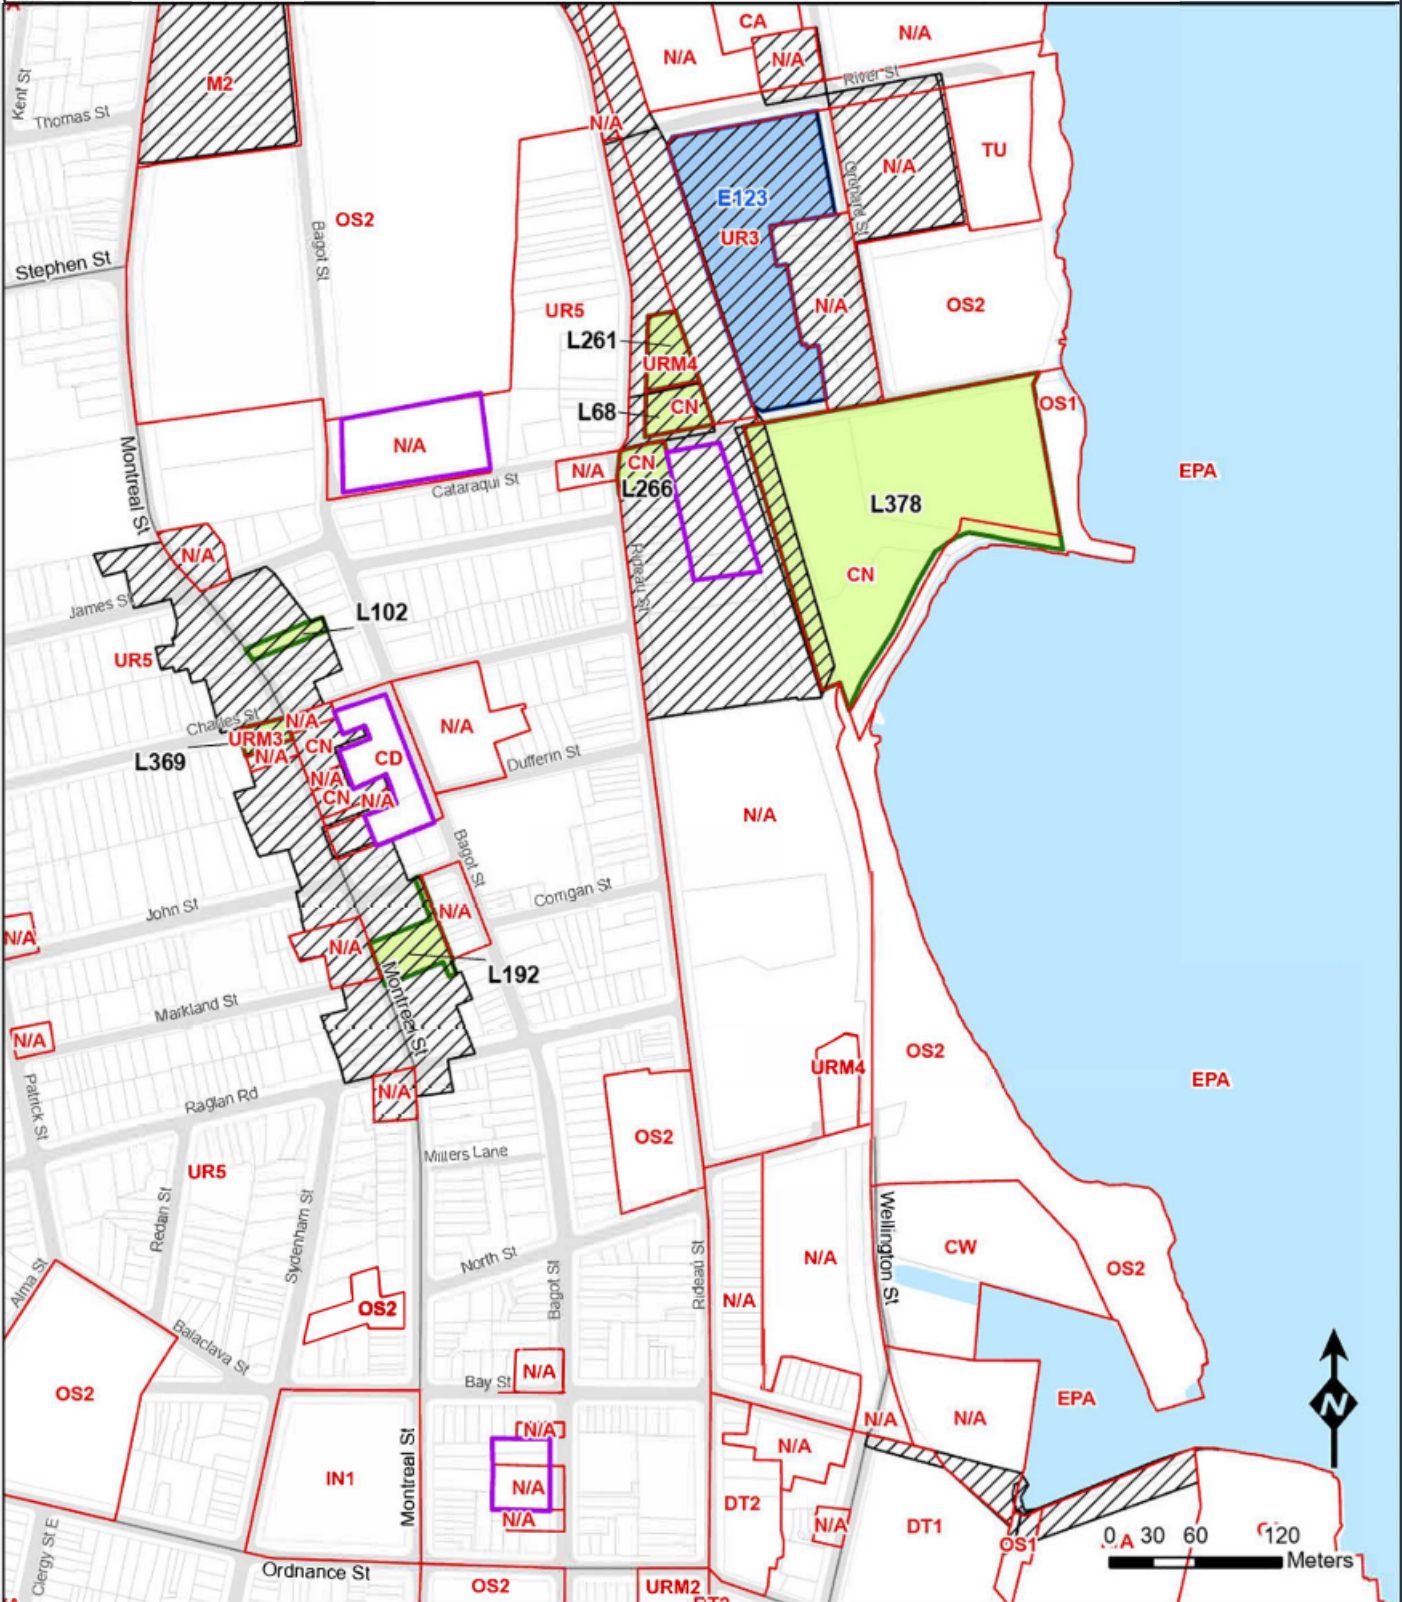 CA
N/A
N/A
N/A
River St
M2
Kent St
Thomas St
N/A
TU
N/A
Orchard St
E123
OS2
UR3
Bagot St
Stephen St
UR5
N/A
OS2
L261
URM4
OS1
L68
CN
N/A
CN
N/A
EPA
Montreal St
Cataraqui St
L266
L378
N/A
CN
Rideau St
James St
L102
UR5
Charles St
N/A
URM3
CN
N/A
L369
N/A
CD
N/A
Dufferin St
CN
N/A
N/A
Bagot St
Corrigan St
John St
N/A
N/A
N/A
L192
Montreal St
Markland St
N/A
OS2
URM4
EPA
N/A
Patrick St
Raglan Rd
OS2
Millers Lane
UR5
Redan St
Sydenham St
Wellington St
CW
North St
N/A
OS2
Rideau St
Bagot St
Alma St
OS2
N/A
Balaclava St
N/A
Bay St
OS2
EPA
N/A
N/A
N/A
N/A
IN1
Montreal St
N/A
DT2
N/A
N/A
DT1
OS1
0 30 60 120
Meters
Clergy St E
Ordnance St
OS2
URM2
N